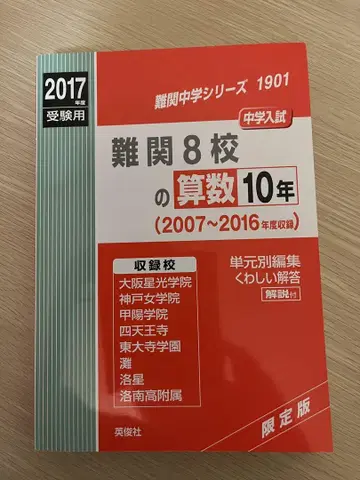 2017年度
受験用
難関中学シリーズ 1901
中学入試
難関8校
の算数10年
(2007〜2016年度収録)
収録校
大阪星光学院
神戸女学院
甲陽学院
四天王寺
東大寺学園
灘
洛星
洛南高附属
単元別編集
くわしい解答
解説付
英俊社
限定版